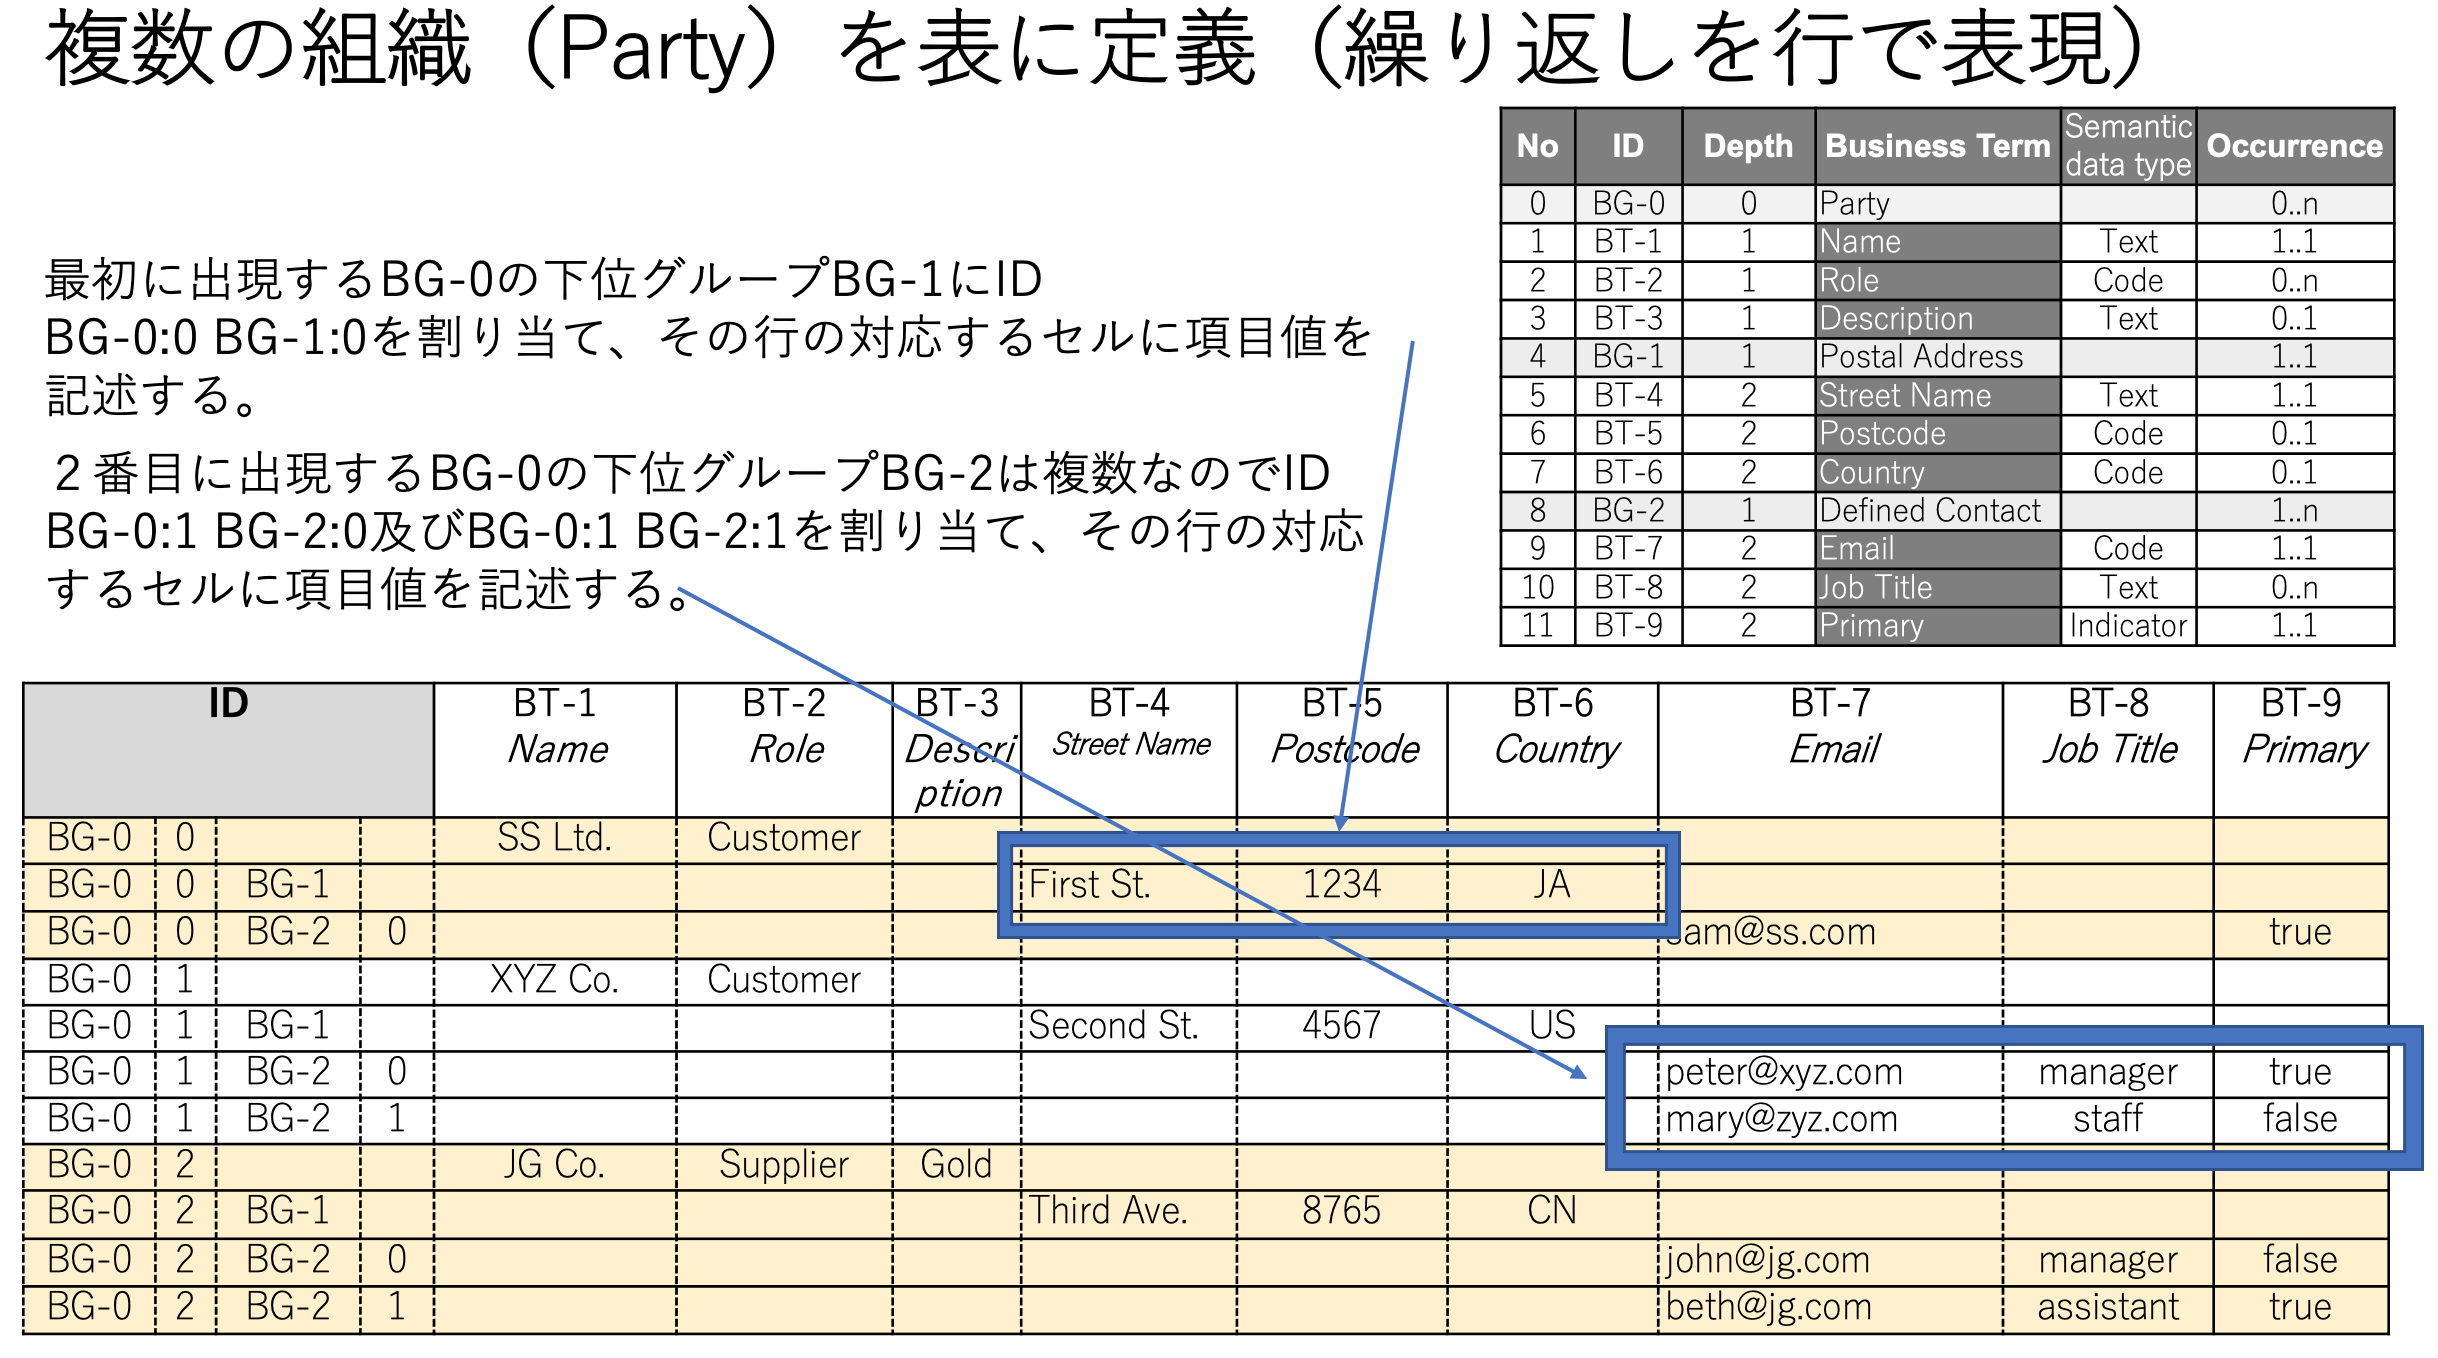 複数の組織（Party）を表に定義（繰り返しを行で表現）
No ID Depth Business Term Semantic data type Occurrence
0 BG-0 0 Party 0..n
1 BT-1 1 Name Text 1..1
2 BT-2 1 Role Code 0..n
3 BT-3 1 Description Text 0..1
4 BG-1 1 Postal Address 1..1
5 BT-4 2 Street Name Text 1..1
6 BT-5 2 Postcode Code 0..1
7 BT-6 2 Country Code 0..1
8 BG-2 1 Defined Contact 1..n
9 BT-7 2 Email Code 1..1
10 BT-8 2 Job Title Text 0..n
11 BT-9 2 Primary Indicator 1..1
最初に出現するBG-0の下位グループBG-1にID
BG-0:0 BG-1:0を割り当て、その行の対応するセルに項目値を
記述する。
２番目に出現するBG-0の下位グループBG-2は複数なのでID
BG-0:1 BG-2:0及びBG-0:1 BG-2:1を割り当て、その行の対応
するセルに項目値を記述する。
ID BT-1 BT-2 BT-3 BT-4 BT-5 BT-6 BT-7 BT-8 BT-9
Name Role Descri Street Name Postcode Country Email Job Title Primary
ption
BG-0 0 SS Ltd. Customer
BG-0 0 BG-1 First St. 1234 JA
BG-0 0 BG-2 0 sam@ss.com true
BG-0 1 XYZ Co. Customer
BG-0 1 BG-1 Second St. 4567 US
BG-0 1 BG-2 0 peter@xyz.com manager true
BG-0 1 BG-2 1 mary@zyz.com staff false
BG-0 2 JG Co. Supplier Gold
BG-0 2 BG-1 Third Ave. 8765 CN
BG-0 2 BG-2 0 john@jg.com manager false
BG-0 2 BG-2 1 beth@jg.com assistant true